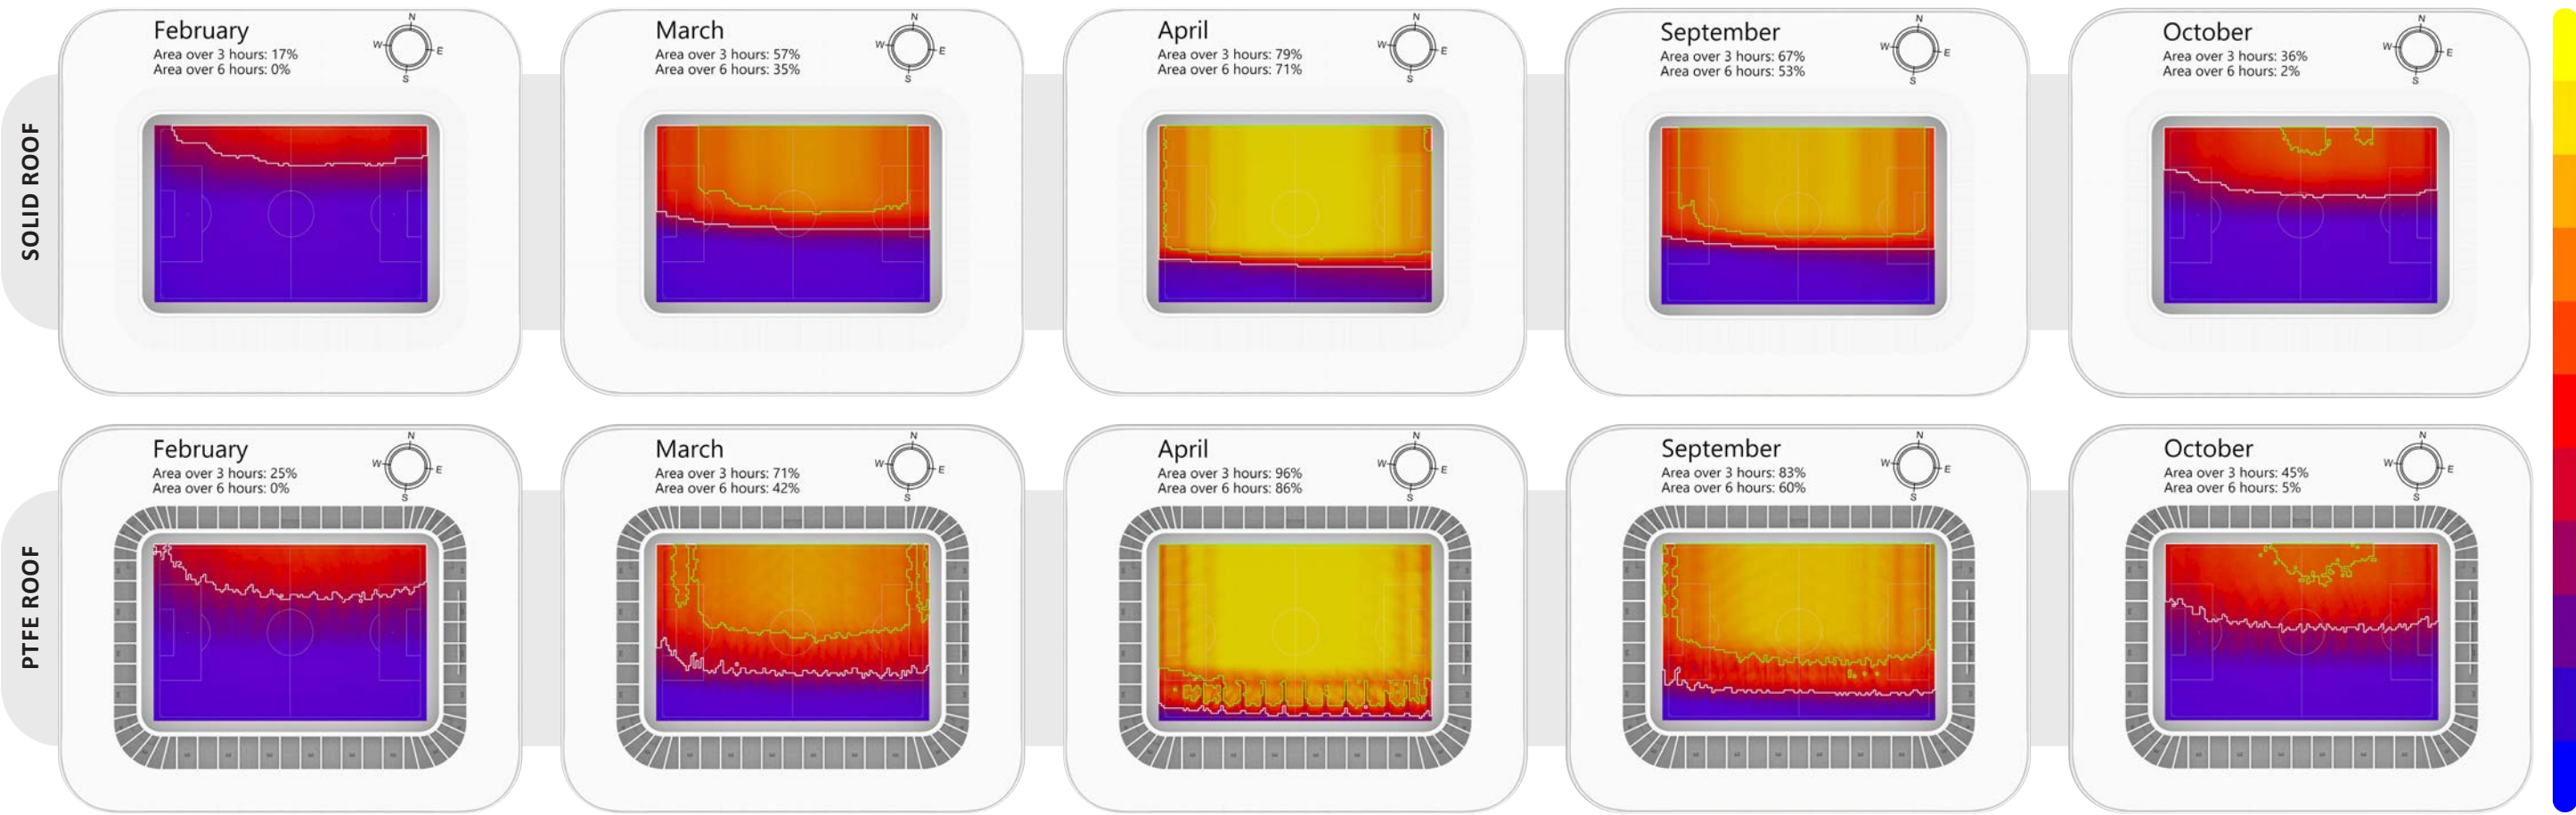 SOLID ROOF
February
Area over 3 hours: 17%
Area over 6 hours: 0%
N
W
E
S
March
Area over 3 hours: 57%
Area over 6 hours: 35%
N
W
E
S
April
Area over 3 hours: 79%
Area over 6 hours: 71%
N
W
E
S
September
Area over 3 hours: 67%
Area over 6 hours: 53%
N
W
E
S
October
Area over 3 hours: 36%
Area over 6 hours: 2%
N
W
E
S
PTFE ROOF
February
Area over 3 hours: 25%
Area over 6 hours: 0%
N
W
E
S
March
Area over 3 hours: 71%
Area over 6 hours: 42%
N
W
E
S
April
Area over 3 hours: 96%
Area over 6 hours: 86%
N
W
E
S
September
Area over 3 hours: 83%
Area over 6 hours: 60%
N
W
E
S
October
Area over 3 hours: 45%
Area over 6 hours: 5%
N
W
E
S